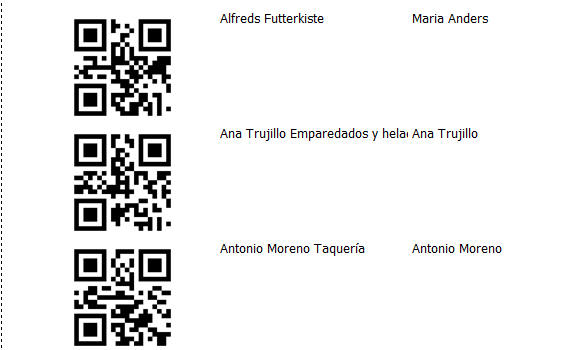 Alfreds Futterkiste Maria Anders
Ana Trujillo Emparedados y hela Ana Trujillo
Antonio Moreno Taquería Antonio Moreno